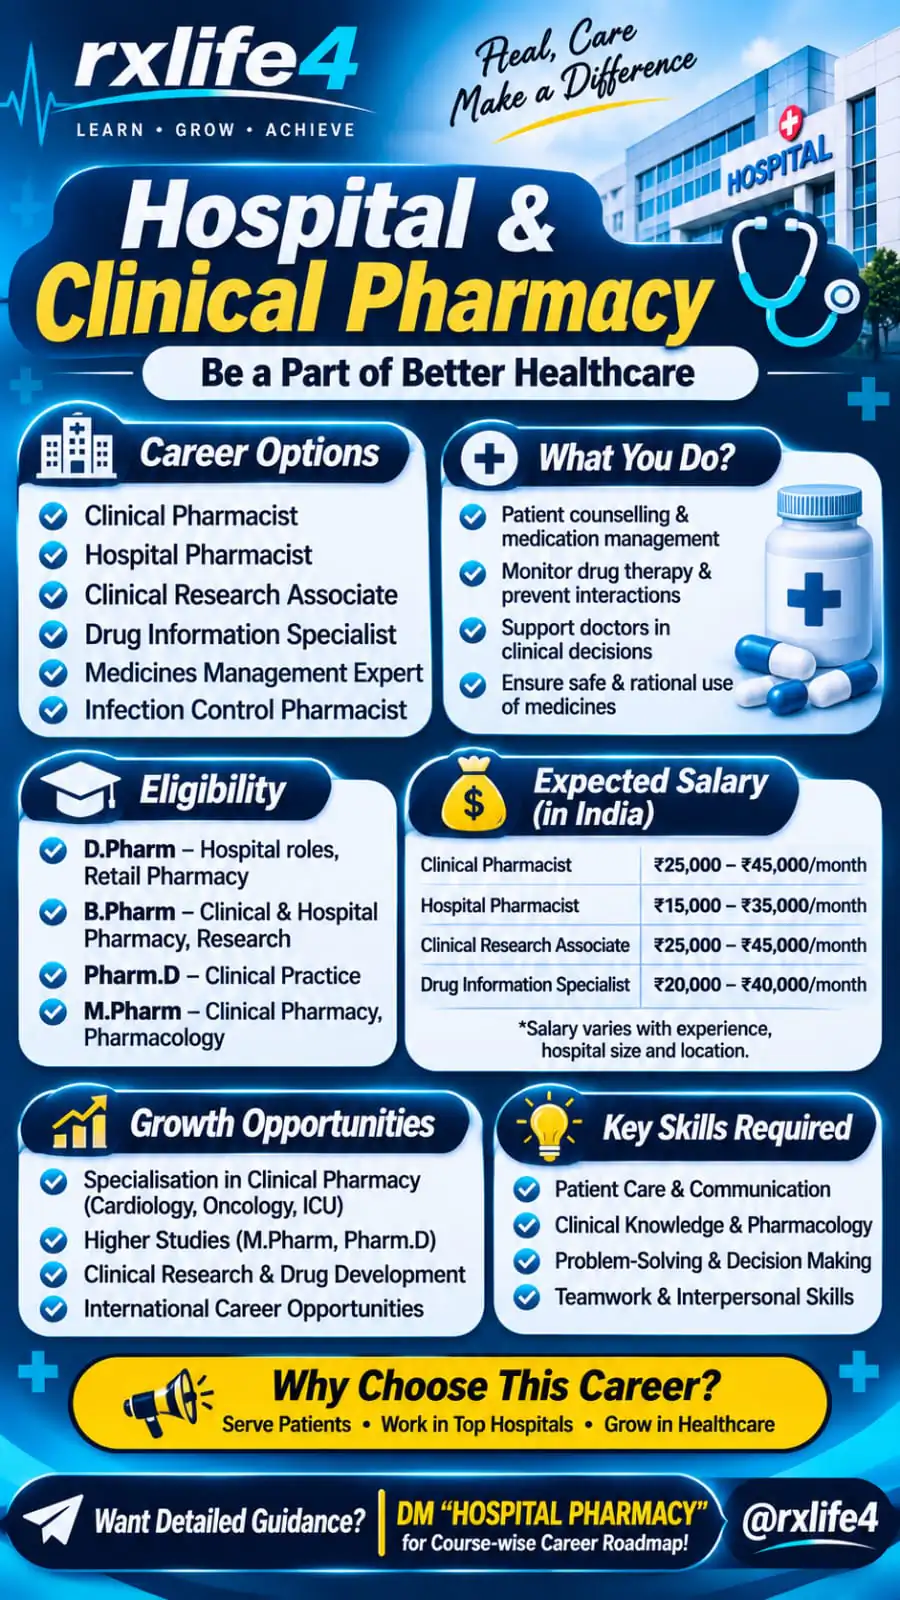 rxlife4
LEARN • GROW • ACHIEVE
Heal, Care
Make a Difference
HOSPITAL
Hospital &
Clinical Pharmacy
Be a Part of Better Healthcare
Career Options
Clinical Pharmacist
Hospital Pharmacist
Clinical Research Associate
Drug Information Specialist
Medicines Management Expert
Infection Control Pharmacist
What You Do?
Patient counselling &
medication management
Monitor drug therapy &
prevent interactions
Support doctors in
clinical decisions
Ensure safe & rational use
of medicines
Eligibility
D.Pharm – Hospital roles,
Retail Pharmacy
B.Pharm – Clinical & Hospital
Pharmacy, Research
Pharm.D – Clinical Practice
M.Pharm – Clinical Pharmacy,
Pharmacology
$
Expected Salary
(in India)
Clinical Pharmacist ₹25,000 – ₹45,000/month
Hospital Pharmacist ₹15,000 – ₹35,000/month
Clinical Research Associate ₹25,000 – ₹45,000/month
Drug Information Specialist ₹20,000 – ₹40,000/month
*Salary varies with experience,
hospital size and location.
Growth Opportunities
Specialisation in Clinical Pharmacy
(Cardiology, Oncology, ICU)
Higher Studies (M.Pharm, Pharm.D)
Clinical Research & Drug Development
International Career Opportunities
Key Skills Required
Patient Care & Communication
Clinical Knowledge & Pharmacology
Problem-Solving & Decision Making
Teamwork & Interpersonal Skills
Why Choose This Career?
Serve Patients • Work in Top Hospitals • Grow in Healthcare
Want Detailed Guidance?
DM “HOSPITAL PHARMACY”
for Course-wise Career Roadmap!
@rxlife4